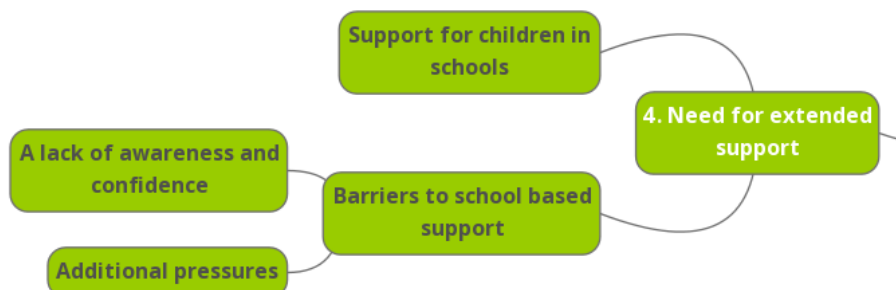 Support for children in
schools
4. Need for extended
support
A lack of awareness and
confidence
Barriers to school based
support
Additional pressures